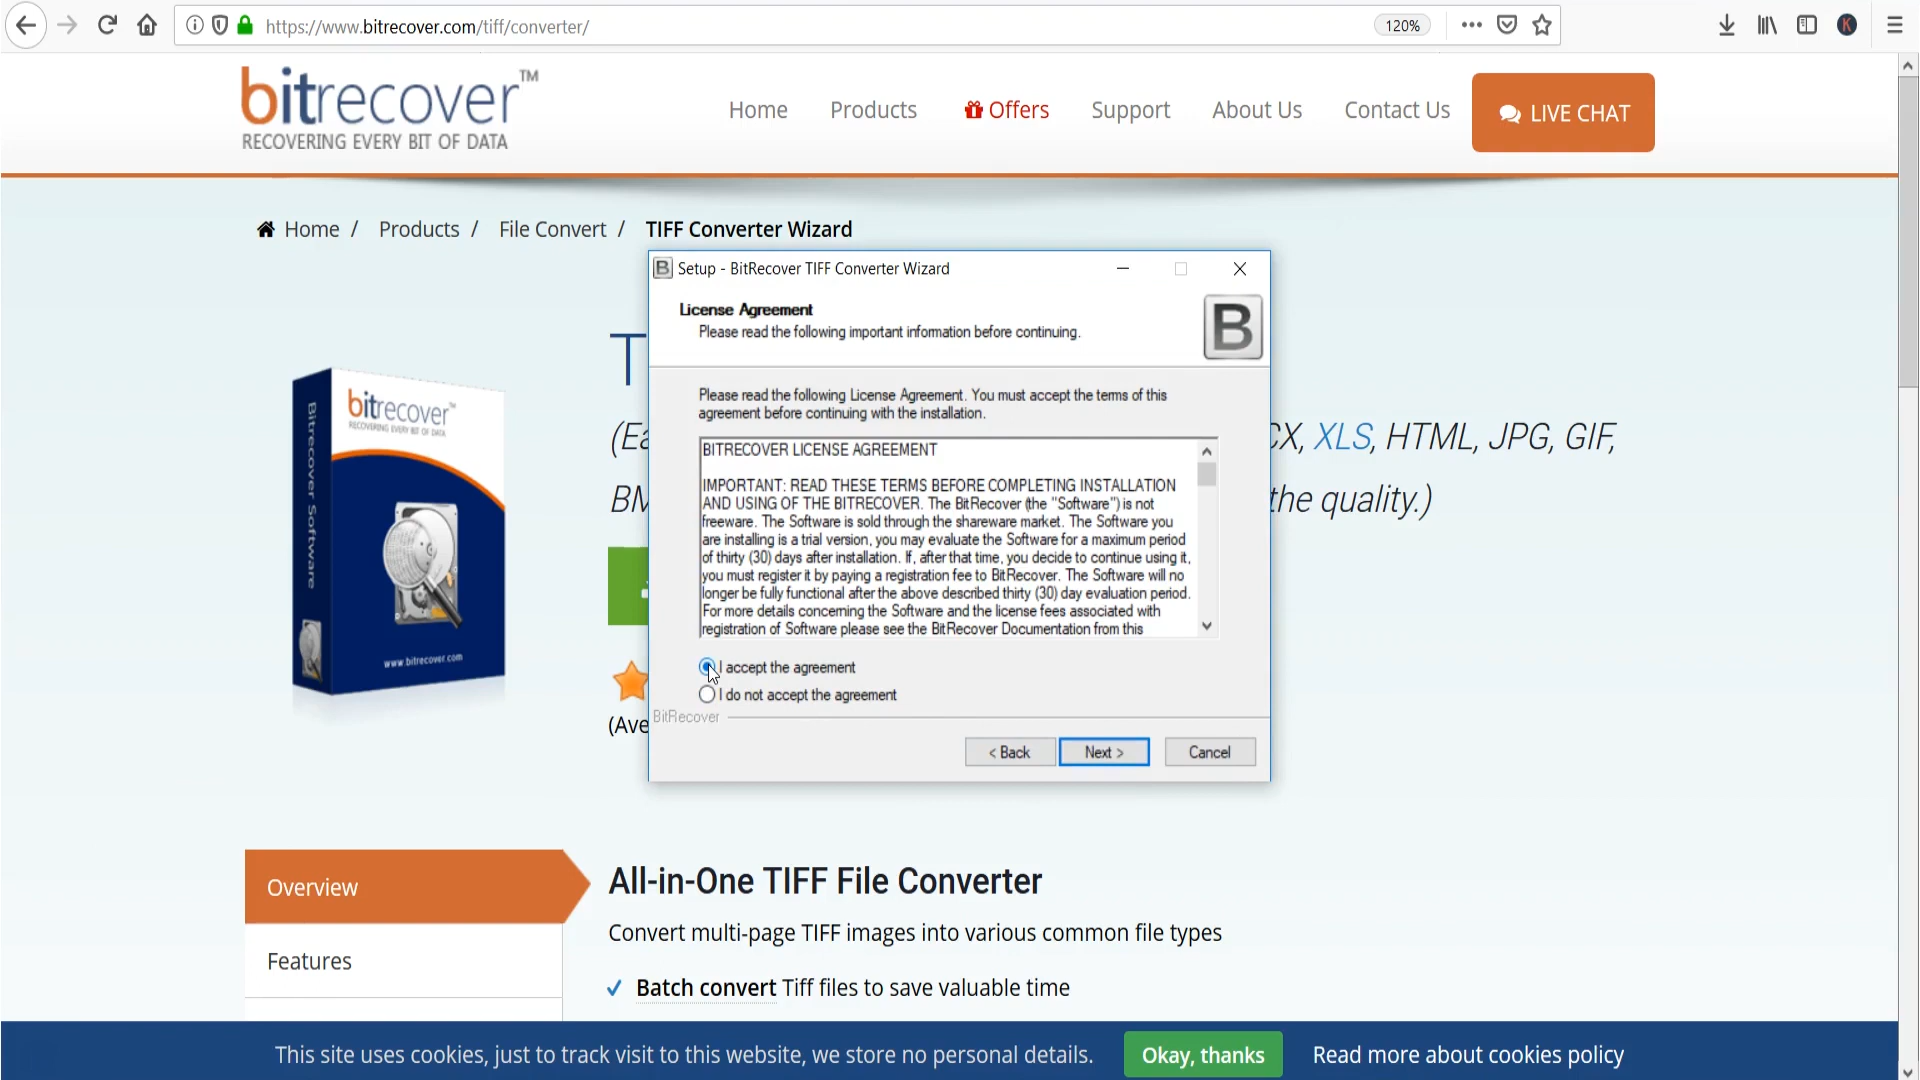 https://www.bitrecover.com/tiff/converter/
120%
K
bitrecover™
RECOVERING EVERY BIT OF DATA
Home
Products
Offers
Support
About Us
Contact Us
LIVE CHAT
Home / Products / File Convert / TIFF Converter Wizard
B Setup - BitRecover TIFF Converter Wizard
License Agreement
Please read the following important information before continuing.
B
Please read the following License Agreement. You must accept the terms of this
agreement before continuing with the installation.
BITRECOVER LICENSE AGREEMENT
IMPORTANT: READ THESE TERMS BEFORE COMPLETING INSTALLATION
AND USING OF THE BITRECOVER. The BitRecover (the "Software") is not
freeware. The Software is sold through the shareware market. The Software you
are installing is a trial version, you may evaluate the Software for a maximum period
of thirty (30) days after installation. If, after that time, you decide to continue using it,
you must register it by paying a registration fee to BitRecover. The Software will no
longer be fully functional after the above described thirty (30) day evaluation period.
For more details concerning the Software and the license fees associated with
registration of Software please see the BitRecover Documentation from this
I accept the agreement
I do not accept the agreement
BitRecover
< Back
Next >
Cancel
T
(Ea
CX, XLS, HTML, JPG, GIF,
BM
the quality.)
(Ave
Bitrecover Software
bitrecover™
RECOVERING EVERY BIT OF DATA
www.bitrecover.com
Overview
Features
All-in-One TIFF File Converter
Convert multi-page TIFF images into various common file types
Batch convert Tiff files to save valuable time
This site uses cookies, just to track visit to this website, we store no personal details.
Okay, thanks
Read more about cookies policy